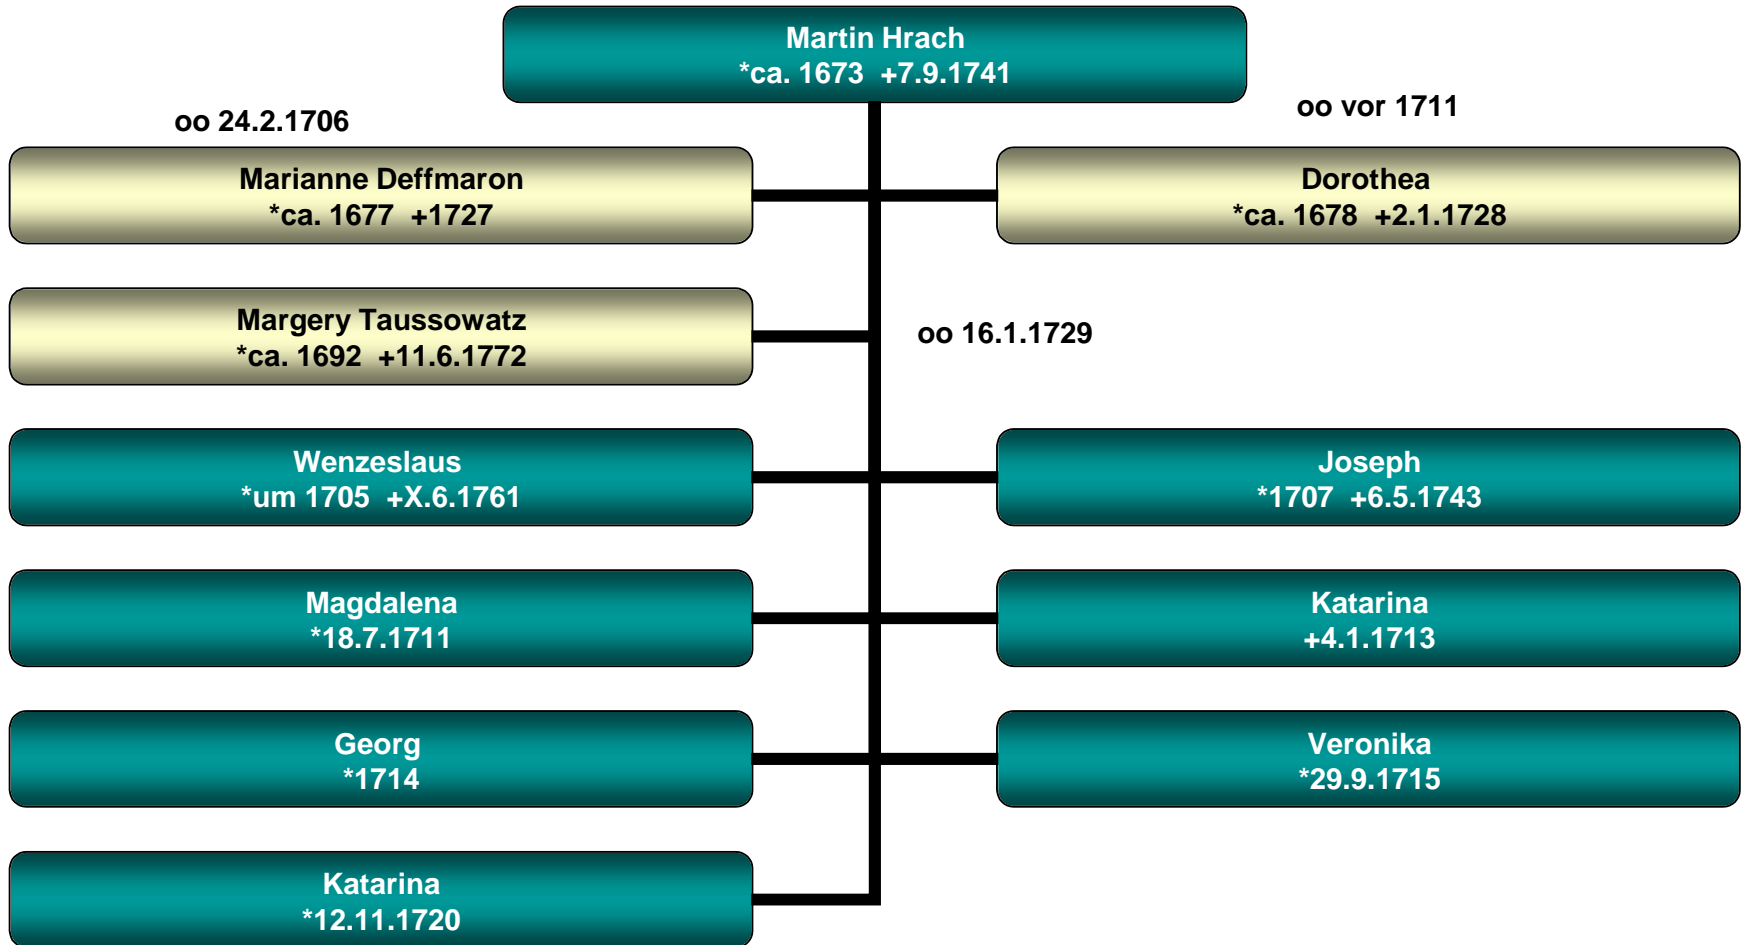 Martin Hrach
*ca. 1673  +7.9.1741
oo 24.2.1706
oo vor 1711
Marianne Deffmaron
*ca. 1677  +1727
Dorothea
*ca. 1678  +2.1.1728
Margery Taussowatz
*ca. 1692  +11.6.1772
oo 16.1.1729
Wenzeslaus
*um 1705  +X.6.1761
Joseph
*1707  +6.5.1743
Magdalena
*18.7.1711
Katarina
+4.1.1713
Georg
*1714
Veronika
*29.9.1715
Katarina
*12.11.1720